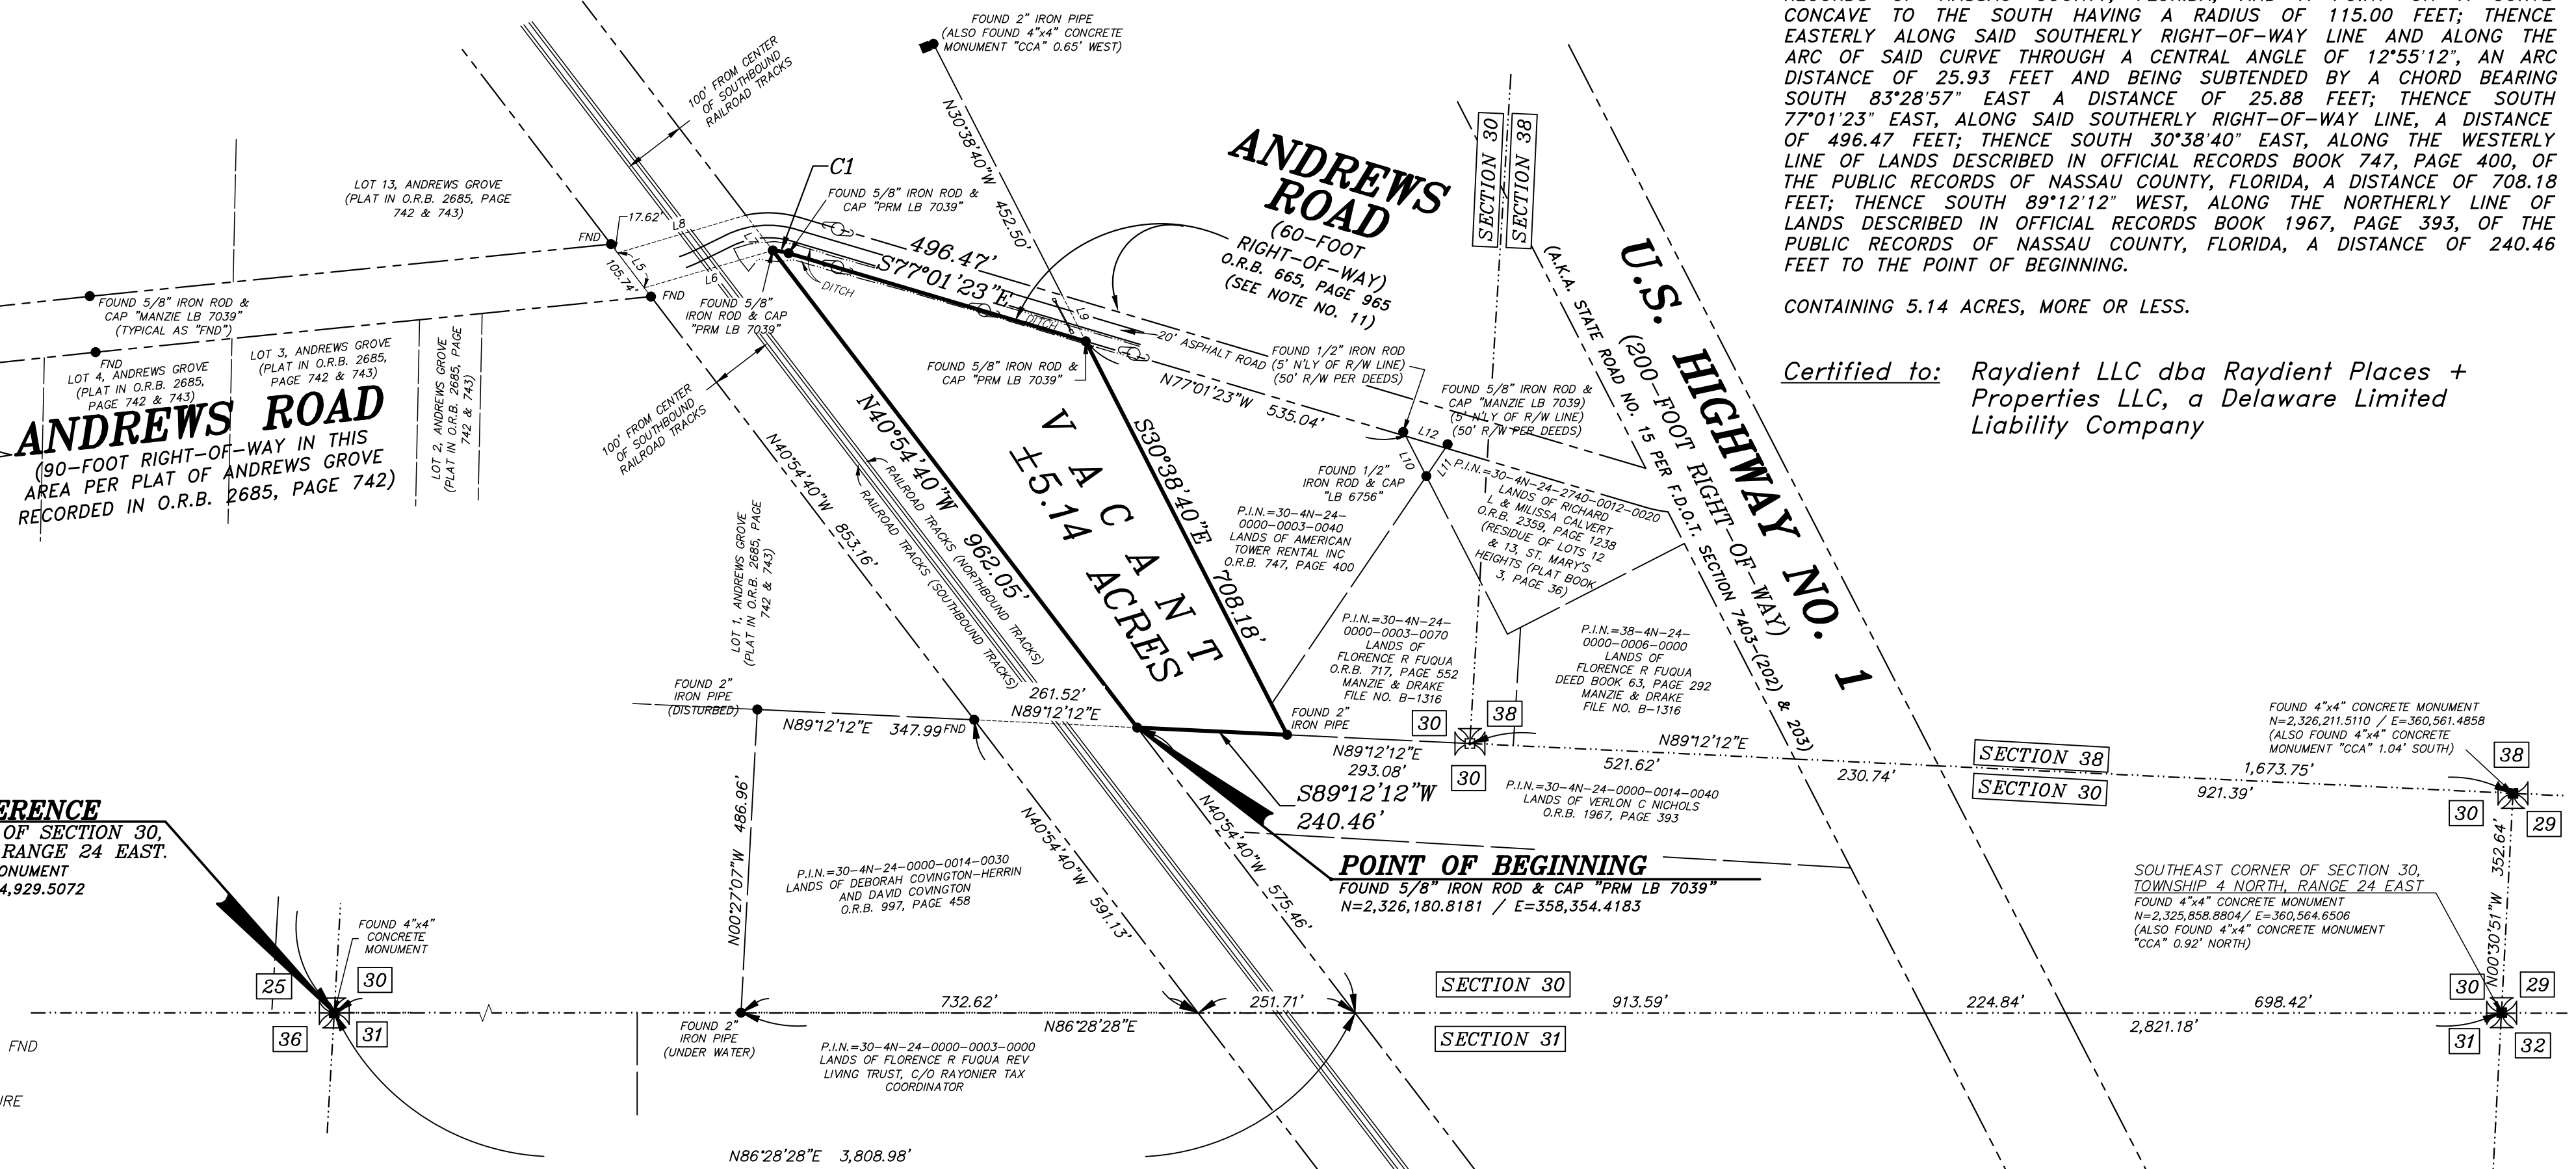 FOUND 2" IRON PIPE
(ALSO FOUND 4"x4" CONCRETE
MONUMENT "CCA" 0.65' WEST)
100' FROM CENTER
OF SOUTHBOUND
RAILROAD TRACKS
N30°38'40"W 452.50'
CONCAVE TO THE SOUTH HAVING A RADIUS OF 115.00 FEET; THENCE
EASTERLY ALONG SAID SOUTHERLY RIGHT-OF-WAY LINE AND ALONG THE
ARC OF SAID CURVE THROUGH A CENTRAL ANGLE OF 12°55'12", AN ARC
DISTANCE OF 25.93 FEET AND BEING SUBTENDED BY A CHORD BEARING
SOUTH 83°28'57" EAST A DISTANCE OF 25.88 FEET; THENCE SOUTH
77°01'23" EAST, ALONG SAID SOUTHERLY RIGHT-OF-WAY LINE, A DISTANCE
OF 496.47 FEET; THENCE SOUTH 30°38'40" EAST, ALONG THE WESTERLY
LINE OF LANDS DESCRIBED IN OFFICIAL RECORDS BOOK 747, PAGE 400, OF
THE PUBLIC RECORDS OF NASSAU COUNTY, FLORIDA, A DISTANCE OF 708.18
FEET; THENCE SOUTH 89°12'12" WEST, ALONG THE NORTHERLY LINE OF
LANDS DESCRIBED IN OFFICIAL RECORDS BOOK 1967, PAGE 393, OF THE
PUBLIC RECORDS OF NASSAU COUNTY, FLORIDA, A DISTANCE OF 240.46
FEET TO THE POINT OF BEGINNING.
CONTAINING 5.14 ACRES, MORE OR LESS.
Certified to: Raydient LLC dba Raydient Places +
Properties LLC, a Delaware Limited
Liability Company
ANDREWS
ROAD
(60-FOOT
RIGHT-OF-WAY)
O.R.B. 665, PAGE 965
(SEE NOTE NO. 11)
SECTION 30
SECTION 38
U.S. HIGHWAY NO. 1
(200-FOOT RIGHT-OF-WAY)
(A.K.A. STATE ROAD NO. 15 PER F.D.O.T. SECTION 7403-(202) & 203)
C1
LOT 13, ANDREWS GROVE
(PLAT IN O.R.B. 2685, PAGE
742 & 743)
FOUND 5/8" IRON ROD &
CAP "PRM LB 7039"
17.62'
L8
L7
FND
L5
105.74'
L6
FND
496.47'
S77°01'23"E
DITCH
DITCH
L9
20' ASPHALT ROAD
FOUND 5/8" IRON ROD &
CAP "MANZIE LB 7039"
(TYPICAL AS "FND")
FOUND 5/8"
IRON ROD & CAP
"PRM LB 7039"
FND
LOT 4, ANDREWS GROVE
(PLAT IN O.R.B. 2685,
PAGE 742 & 743)
LOT 3, ANDREWS GROVE
(PLAT IN O.R.B. 2685,
PAGE 742 & 743)
LOT 2, ANDREWS GROVE
(PLAT IN O.R.B. 2685, PAGE
742 & 743)
ANDREWS ROAD
(90-FOOT RIGHT-OF-WAY IN THIS
AREA PER PLAT OF ANDREWS GROVE
RECORDED IN O.R.B. 2685, PAGE 742)
100' FROM CENTER
OF SOUTHBOUND
RAILROAD TRACKS
FOUND 5/8" IRON ROD &
CAP "PRM LB 7039"
N77°01'23"W 535.04'
FOUND 1/2" IRON ROD
(5' N'LY OF R/W LINE)
(50' R/W PER DEEDS)
FOUND 5/8" IRON ROD &
CAP "MANZIE LB 7039)
(5' N'LY OF R/W LINE)
(50' R/W PER DEEDS)
L12
L10
L11
FOUND 1/2"
IRON ROD & CAP
"LB 6756"
P.I.N.=30-4N-24-2740-0012-0020
LANDS OF RICHARD
L & MILISSA CALVERT
O.R.B. 2359, PAGE 1238
(RESIDUE OF LOTS 12
& 13, ST. MARY'S
HEIGHTS (PLAT BOOK
3, PAGE 36)
P.I.N.=30-4N-24-
0000-0003-0040
LANDS OF AMERICAN
TOWER RENTAL INC
O.R.B. 747, PAGE 400
N40°54'40"W 853.16'
N40°54'40"W 962.05'
RAILROAD TRACKS (NORTHBOUND TRACKS)
RAILROAD TRACKS (SOUTHBOUND TRACKS)
V A C A N T
±5.14 ACRES
S30°38'40"E 708.18'
LOT 1, ANDREWS GROVE
(PLAT IN O.R.B. 2685, PAGE
742 & 743)
P.I.N.=30-4N-24-
0000-0003-0070
LANDS OF
FLORENCE R FUQUA
O.R.B. 717, PAGE 552
MANZIE & DRAKE
FILE NO. B-1316
P.I.N.=38-4N-24-
0000-0006-0000
LANDS OF
FLORENCE R FUQUA
DEED BOOK 63, PAGE 292
MANZIE & DRAKE
FILE NO. B-1316
FOUND 2"
IRON PIPE
(DISTURBED)
N89°12'12"E 347.99'
FND
261.52'
N89°12'12"E
FOUND 2"
IRON PIPE
30
38
30
N89°12'12"E
293.08'
N89°12'12"E
521.62'
230.74'
SECTION 38
SECTION 30
1,673.75'
921.39'
FOUND 4"x4" CONCRETE MONUMENT
N=2,326,211.5110 / E=360,561.4858
(ALSO FOUND 4"x4" CONCRETE
MONUMENT "CCA" 1.04' SOUTH)
38
30
29
S89°12'12"W
240.46'
P.I.N.=30-4N-24-0000-0014-0040
LANDS OF VERLON C NICHOLS
O.R.B. 1967, PAGE 393
POINT OF BEGINNING
FOUND 5/8" IRON ROD & CAP "PRM LB 7039"
N=2,326,180.8181 / E=358,354.4183
N00°27'07"W 486.96'
N40°54'40"W 591.13'
N40°54'40"W 575.46'
P.I.N.=30-4N-24-0000-0014-0030
LANDS OF DEBORAH COVINGTON-HERRIN
AND DAVID COVINGTON
O.R.B. 997, PAGE 458
ERENCE
OF SECTION 30,
RANGE 24 EAST.
ONUMENT
4,929.5072
FOUND 4"x4"
CONCRETE
MONUMENT
25
30
36
31
SOUTHEAST CORNER OF SECTION 30,
TOWNSHIP 4 NORTH, RANGE 24 EAST
FOUND 4"x4" CONCRETE MONUMENT
N=2,325,858.8804/ E=360,564.6506
(ALSO FOUND 4"x4" CONCRETE MONUMENT
"CCA" 0.92' NORTH)
N00°30'51"W 352.64'
30
29
31
32
732.62'
251.71'
SECTION 30
913.59'
224.84'
698.42'
FOUND 2"
IRON PIPE
(UNDER WATER)
N86°28'28"E
SECTION 31
2,821.18'
P.I.N.=30-4N-24-0000-0003-0000
LANDS OF FLORENCE R FUQUA REV
LIVING TRUST, C/O RAYONIER TAX
COORDINATOR
FND
URE
N86°28'28"E 3,808.98'